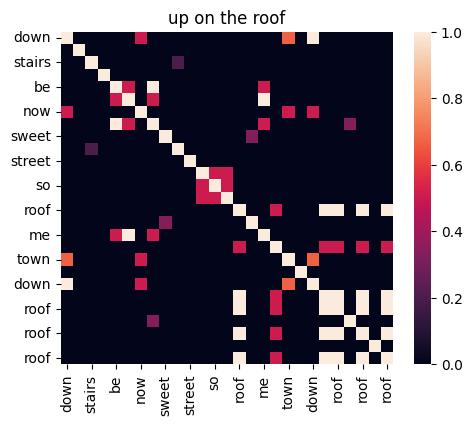 up on the roof
down
stairs
be
now
sweet
street
so
roof
me
town
down
roof
roof
roof
1.0
0.8
0.6
0.4
0.2
0.0
down
stairs
be
now
sweet
street
so
roof
me
town
down
roof
roof
roof